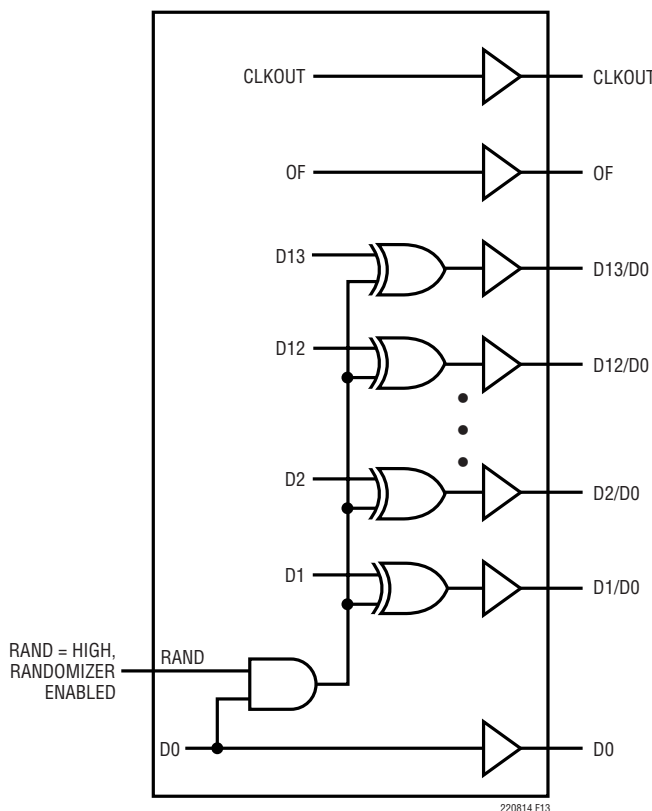 CLKOUT CLKOUT
OF OF
D13 D13/D0
D12 D12/D0
D2 D2/D0
D1 D1/D0
RAND = HIGH,
RANDOMIZER
ENABLED
RAND
D0 D0
220814 F13